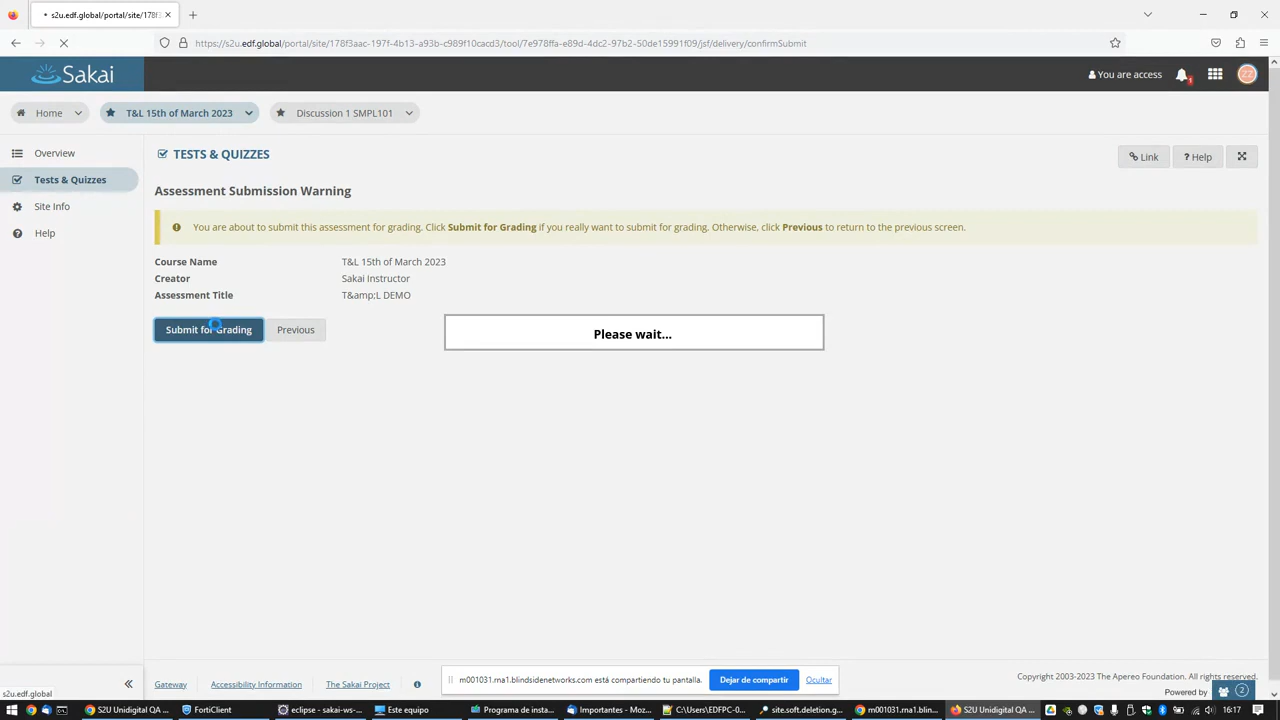 s2u.edf.global/portal/site/178f3
https://s2u.edf.global/portal/site/178f3aac-197f-4b13-a93b-c989f10cacd3/tool/7e978ffa-a89d-4dc2-97b2-50de15991f09/jsf/delivery/confirmSubmit
Sakai
You are access
1
Home
T&L 15th of March 2023
Discussion 1 SMPL101
Overview
Tests & Quizzes
Site Info
Help
TESTS & QUIZZES
Link
? Help
Assessment Submission Warning
You are about to submit this assessment for grading. Click Submit for Grading if you really want to submit for grading. Otherwise, click Previous to return to the previous screen.
Course Name T&L 15th of March 2023
Creator Sakai Instructor
Assessment Title T&amp;L DEMO
Submit for Grading
Previous
Please wait...
Gateway
Accessibility Information
The Sakai Project
m001031.rna1.blindsidenetworks.com está compartiendo tu pantalla.
Dejar de compartir
Ocultar
Copyright 2003-2023 The Apereo Foundation. All rights reserved.
Powered by
2
s2u.edf.global
S2U Unidigital QA ...
FortiClient
eclipse - sakai-ws-...
Este equipo
Programa de insta...
Importantes - Moz...
C:\Users\EDFPC-0...
site.soft.deletion.g...
m001031.rna1.blin...
S2U Unidigital QA ...
16:17